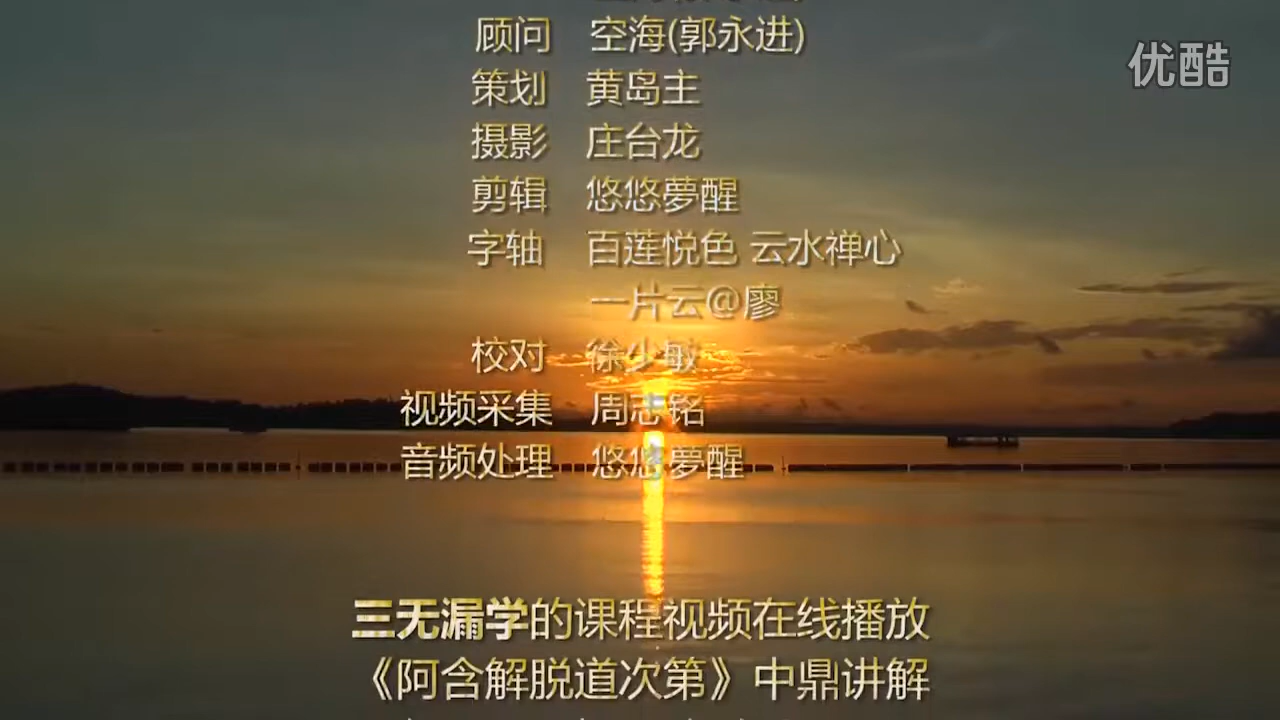 顾问 空海(郭永进)
优酷
策划 黄岛主
摄影 庄台龙
剪辑 悠悠夢醒
字轴 百莲悦色 云水禅心
一片云@廖
校对 徐少敏
视频采集 周志铭
音频处理 悠悠夢醒
三无漏学的课程视频在线播放
《阿含解脱道次第》中鼎讲解